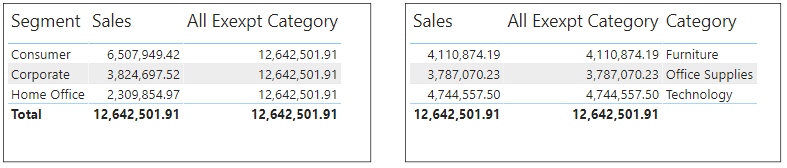 Segment Sales All Exexpt Category
Consumer 6,507,949.42 12,642,501.91
Corporate 3,824,697.52 12,642,501.91
Home Office 2,309,854.97 12,642,501.91
Total 12,642,501.91 12,642,501.91
Sales All Exexpt Category Category
4,110,874.19 4,110,874.19 Furniture
3,787,070.23 3,787,070.23 Office Supplies
4,744,557.50 4,744,557.50 Technology
12,642,501.91 12,642,501.91